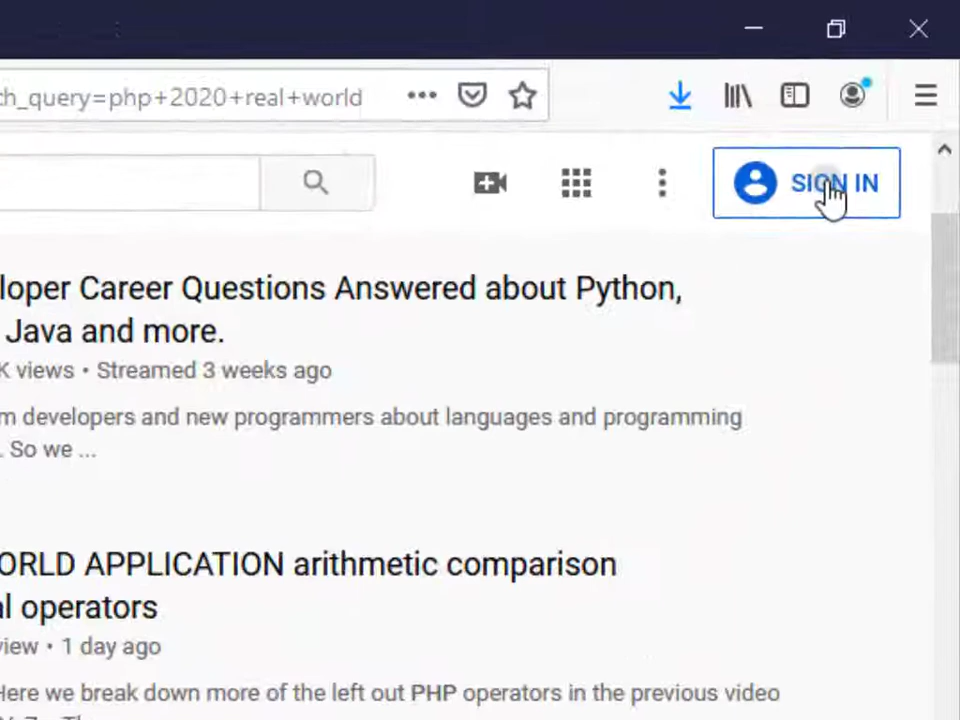 ch_query=php+2020+real+world
SIGN IN
loper Career Questions Answered about Python,
Java and more.
K views • Streamed 3 weeks ago
m developers and new programmers about languages and programming
. So we ...
ORLD APPLICATION arithmetic comparison
al operators
view • 1 day ago
Here we break down more of the left out PHP operators in the previous video